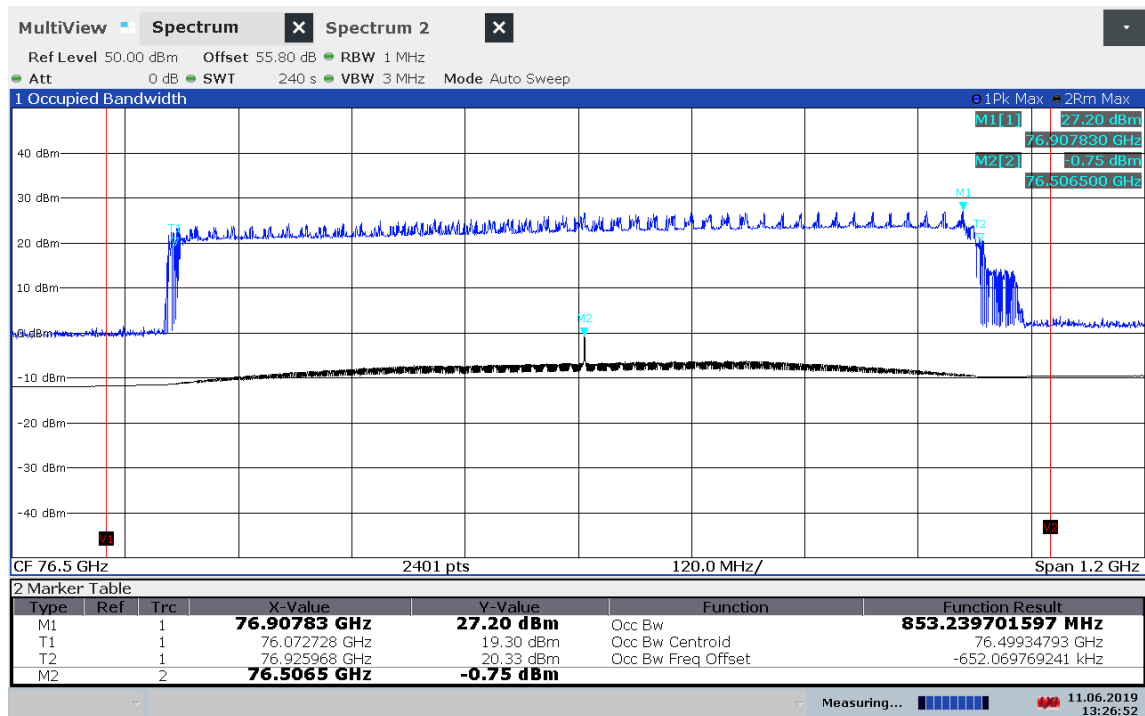 MultiView Spectrum X Spectrum 2 X
Ref Level 50.00 dBm Offset 55.80 dB RBW 1 MHz
Att 0 dB SWT 240 s VBW 3 MHz Mode Auto Sweep
1 Occupied Bandwidth 1Pk Max 2Rm Max
M1[1] 27.20 dBm
76.907830 GHz
M2[2] -0.75 dBm
76.506500 GHz
40 dBm
30 dBm
M1
T1
T2
20 dBm
10 dBm
0 dBm
M2
-10 dBm
-20 dBm
-30 dBm
-40 dBm
V1
V2
CF 76.5 GHz 2401 pts 120.0 MHz/ Span 1.2 GHz
2 Marker Table
Type Ref Trc X-Value Y-Value Function Function Result
M1 1 76.90783 GHz 27.20 dBm Occ Bw 853.239701597 MHz
T1 1 76.072728 GHz 19.30 dBm Occ Bw Centroid 76.49934793 GHz
T2 1 76.925968 GHz 20.33 dBm Occ Bw Freq Offset -652.069769241 kHz
M2 2 76.5065 GHz -0.75 dBm
Measuring... 11.06.2019
13:26:52